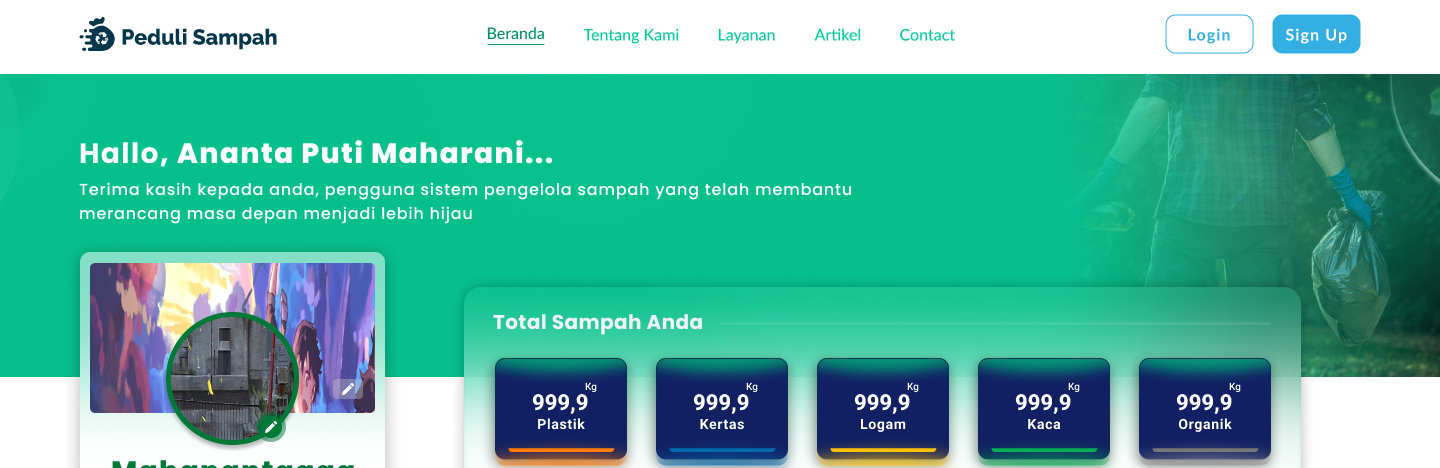 Peduli Sampah
Beranda
Tentang Kami
Layanan
Artikel
Contact
Login
Sign Up
Hallo, Ananta Puti Maharani...
Terima kasih kepada anda, pengguna sistem pengelola sampah yang telah membantu
merancang masa depan menjadi lebih hijau
Total Sampah Anda
999,9 Kg
Plastik
999,9 Kg
Kertas
999,9 Kg
Logam
999,9 Kg
Kaca
999,9 Kg
Organik